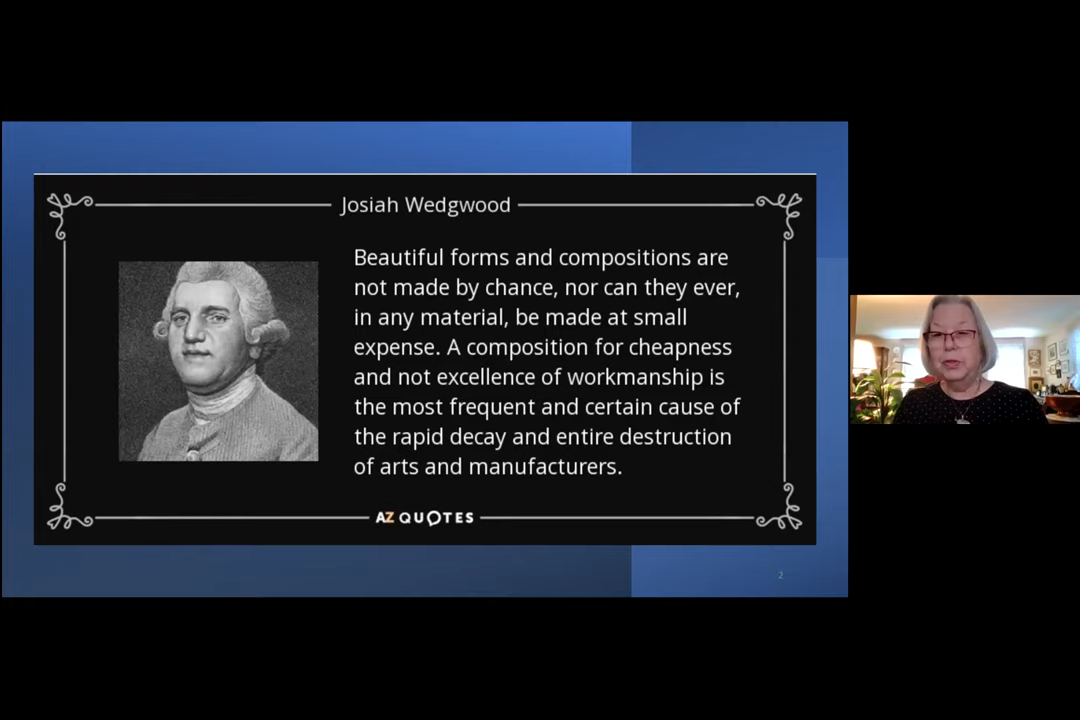 Josiah Wedgwood
Beautiful forms and compositions are
not made by chance, nor can they ever,
in any material, be made at small
expense. A composition for cheapness
and not excellence of workmanship is
the most frequent and certain cause of
the rapid decay and entire destruction
of arts and manufacturers.
AZ QUOTES
2